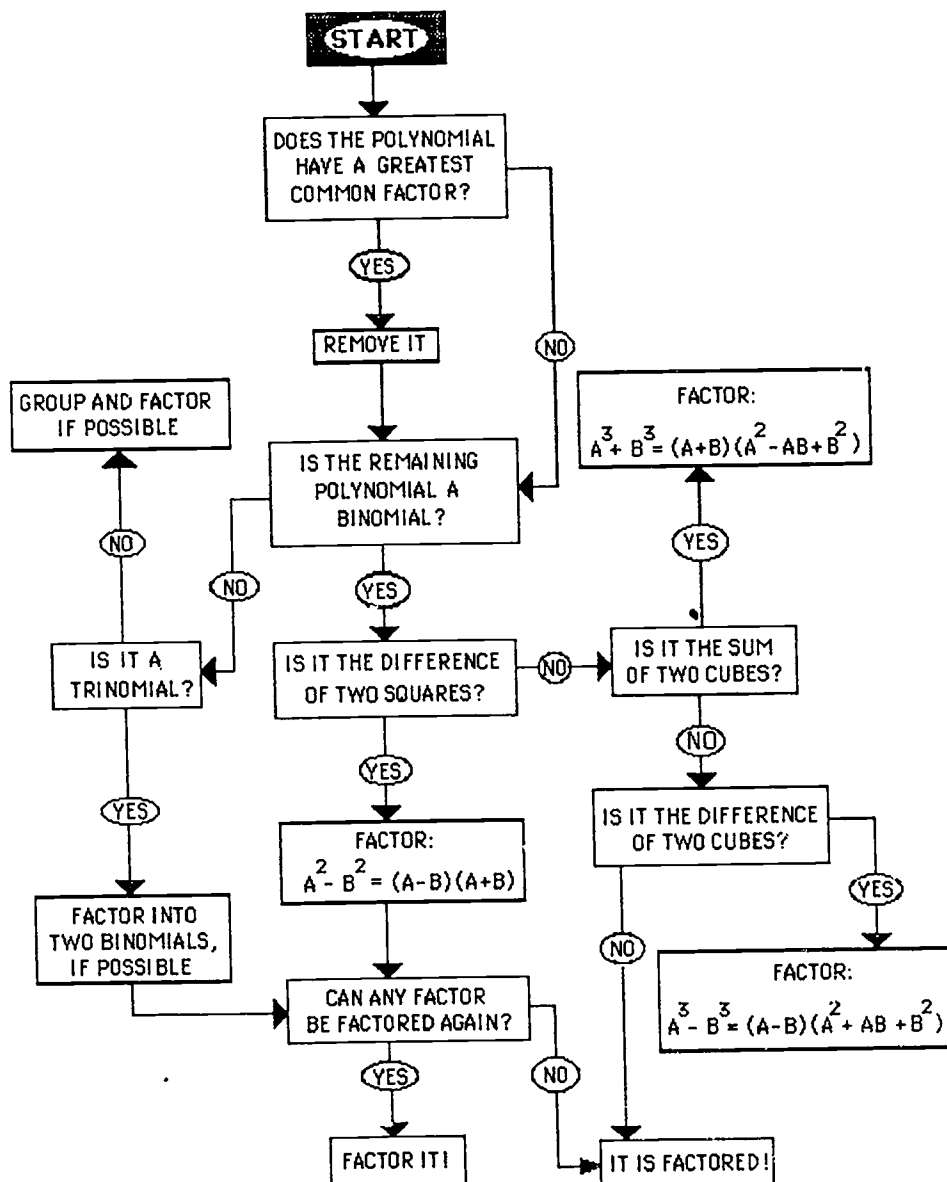 START
DOES THE POLYNOMIAL
HAVE A GREATEST
COMMON FACTOR?
YES
NO
REMOVE IT
GROUP AND FACTOR
IF POSSIBLE
IS THE REMAINING
POLYNOMIAL A
BINOMIAL?
FACTOR:
A³+ B³= (A+B)(A²-AB+B²)
NO
NO
YES
YES
IS IT A
TRINOMIAL?
IS IT THE DIFFERENCE
OF TWO SQUARES?
NO
IS IT THE SUM
OF TWO CUBES?
YES
YES
NO
IS IT THE DIFFERENCE
OF TWO CUBES?
FACTOR:
A²- B²= (A-B)(A+B)
YES
NO
FACTOR INTO
TWO BINOMIALS,
IF POSSIBLE
CAN ANY FACTOR
BE FACTORED AGAIN?
FACTOR:
A³- B³= (A-B)(A²+ AB +B²)
YES
NO
FACTOR IT!
IT IS FACTORED!